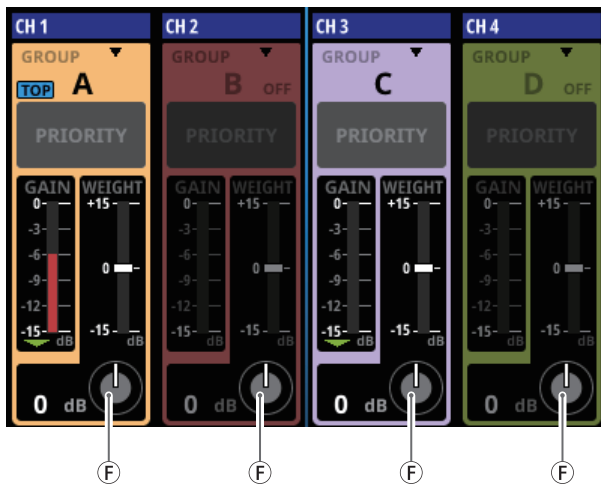 CH 1 CH 2 CH 3 CH 4
GROUP GROUP GROUP GROUP
TOP A B OFF C D OFF
PRIORITY PRIORITY PRIORITY PRIORITY
GAIN WEIGHT GAIN WEIGHT GAIN WEIGHT GAIN WEIGHT
0 +15 0 +15 0 +15 0 +15
-3 -3 -3 -3
-6 0 -6 0 -6 0 -6 0
-9 -9 -9 -9
-12 -12 -12 -12
-15 -15 -15 -15 -15 -15 -15 -15
dB dB dB dB dB dB dB dB
0 dB 0 dB 0 dB 0 dB
F F F F